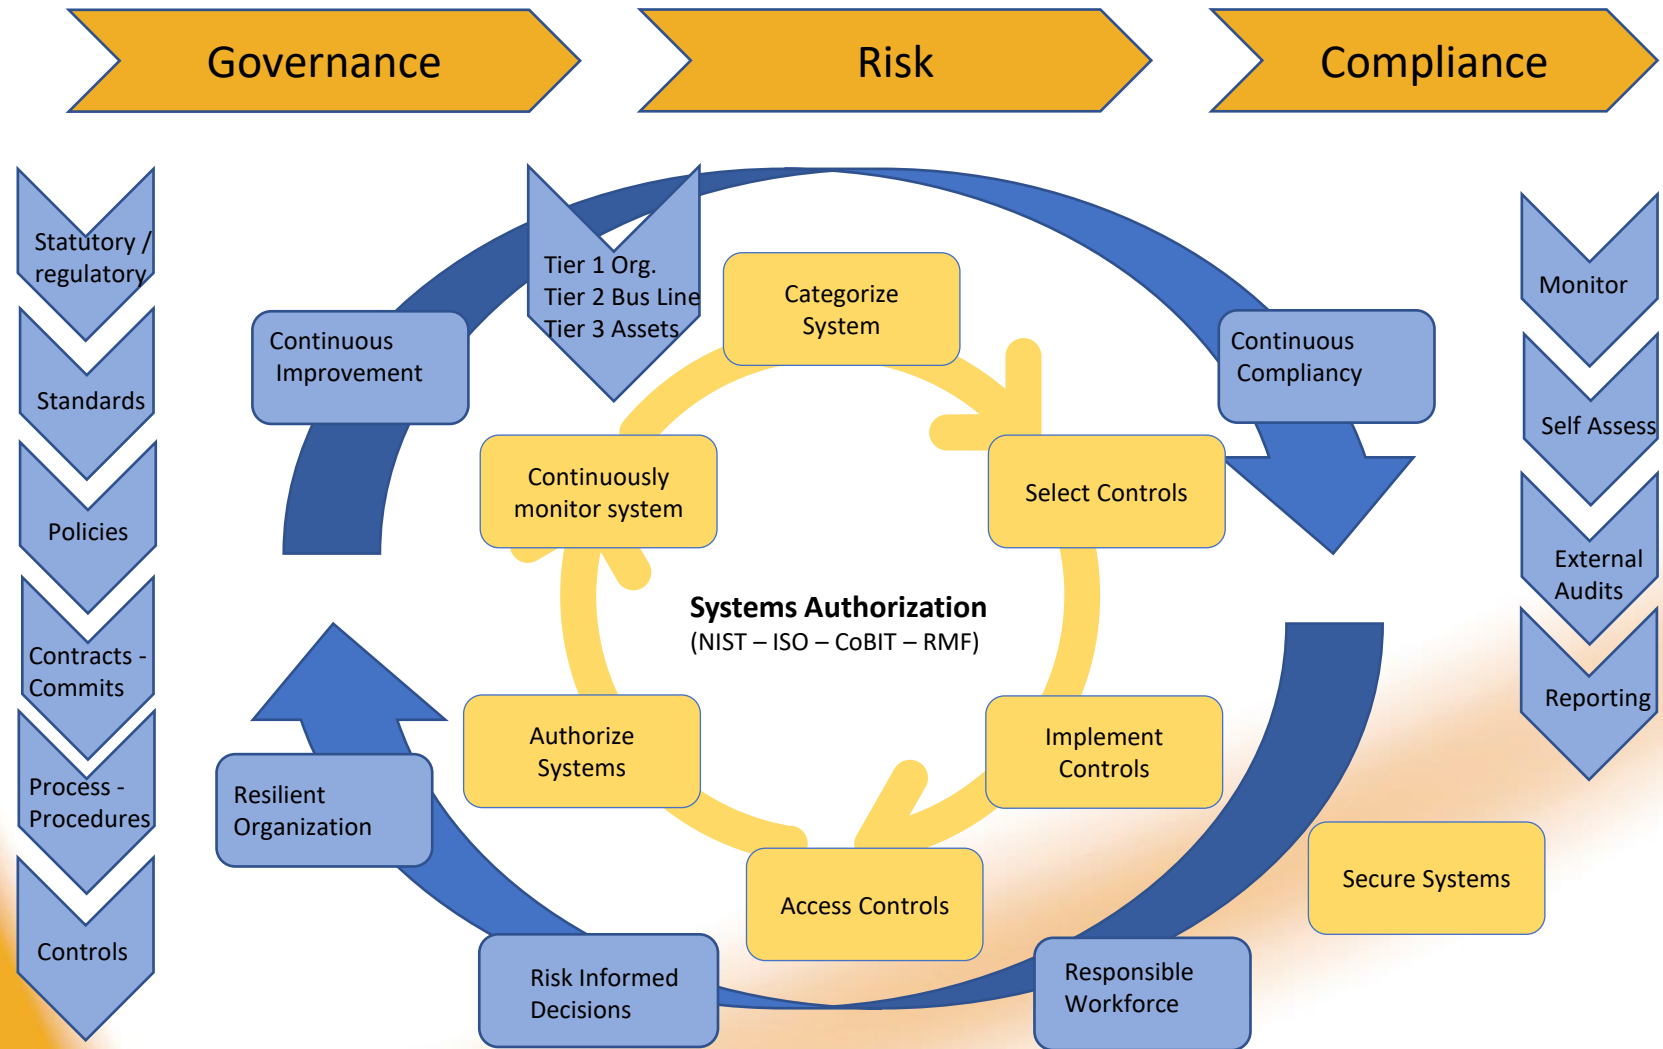 Governance
Risk
Compliance
Statutory /
regulatory
Standards
Policies
Contracts -
Commits
Process -
Procedures
Controls
Tier 1 Org.
Tier 2 Bus Line
Tier 3 Assets
Continuous
Improvement
Categorize
System
Continuous
Compliancy
Continuously
monitor system
Select Controls
Systems Authorization
(NIST – ISO – CoBIT – RMF)
Authorize
Systems
Implement
Controls
Resilient
Organization
Access Controls
Secure Systems
Risk Informed
Decisions
Responsible
Workforce
Monitor
Self Assess
External
Audits
Reporting